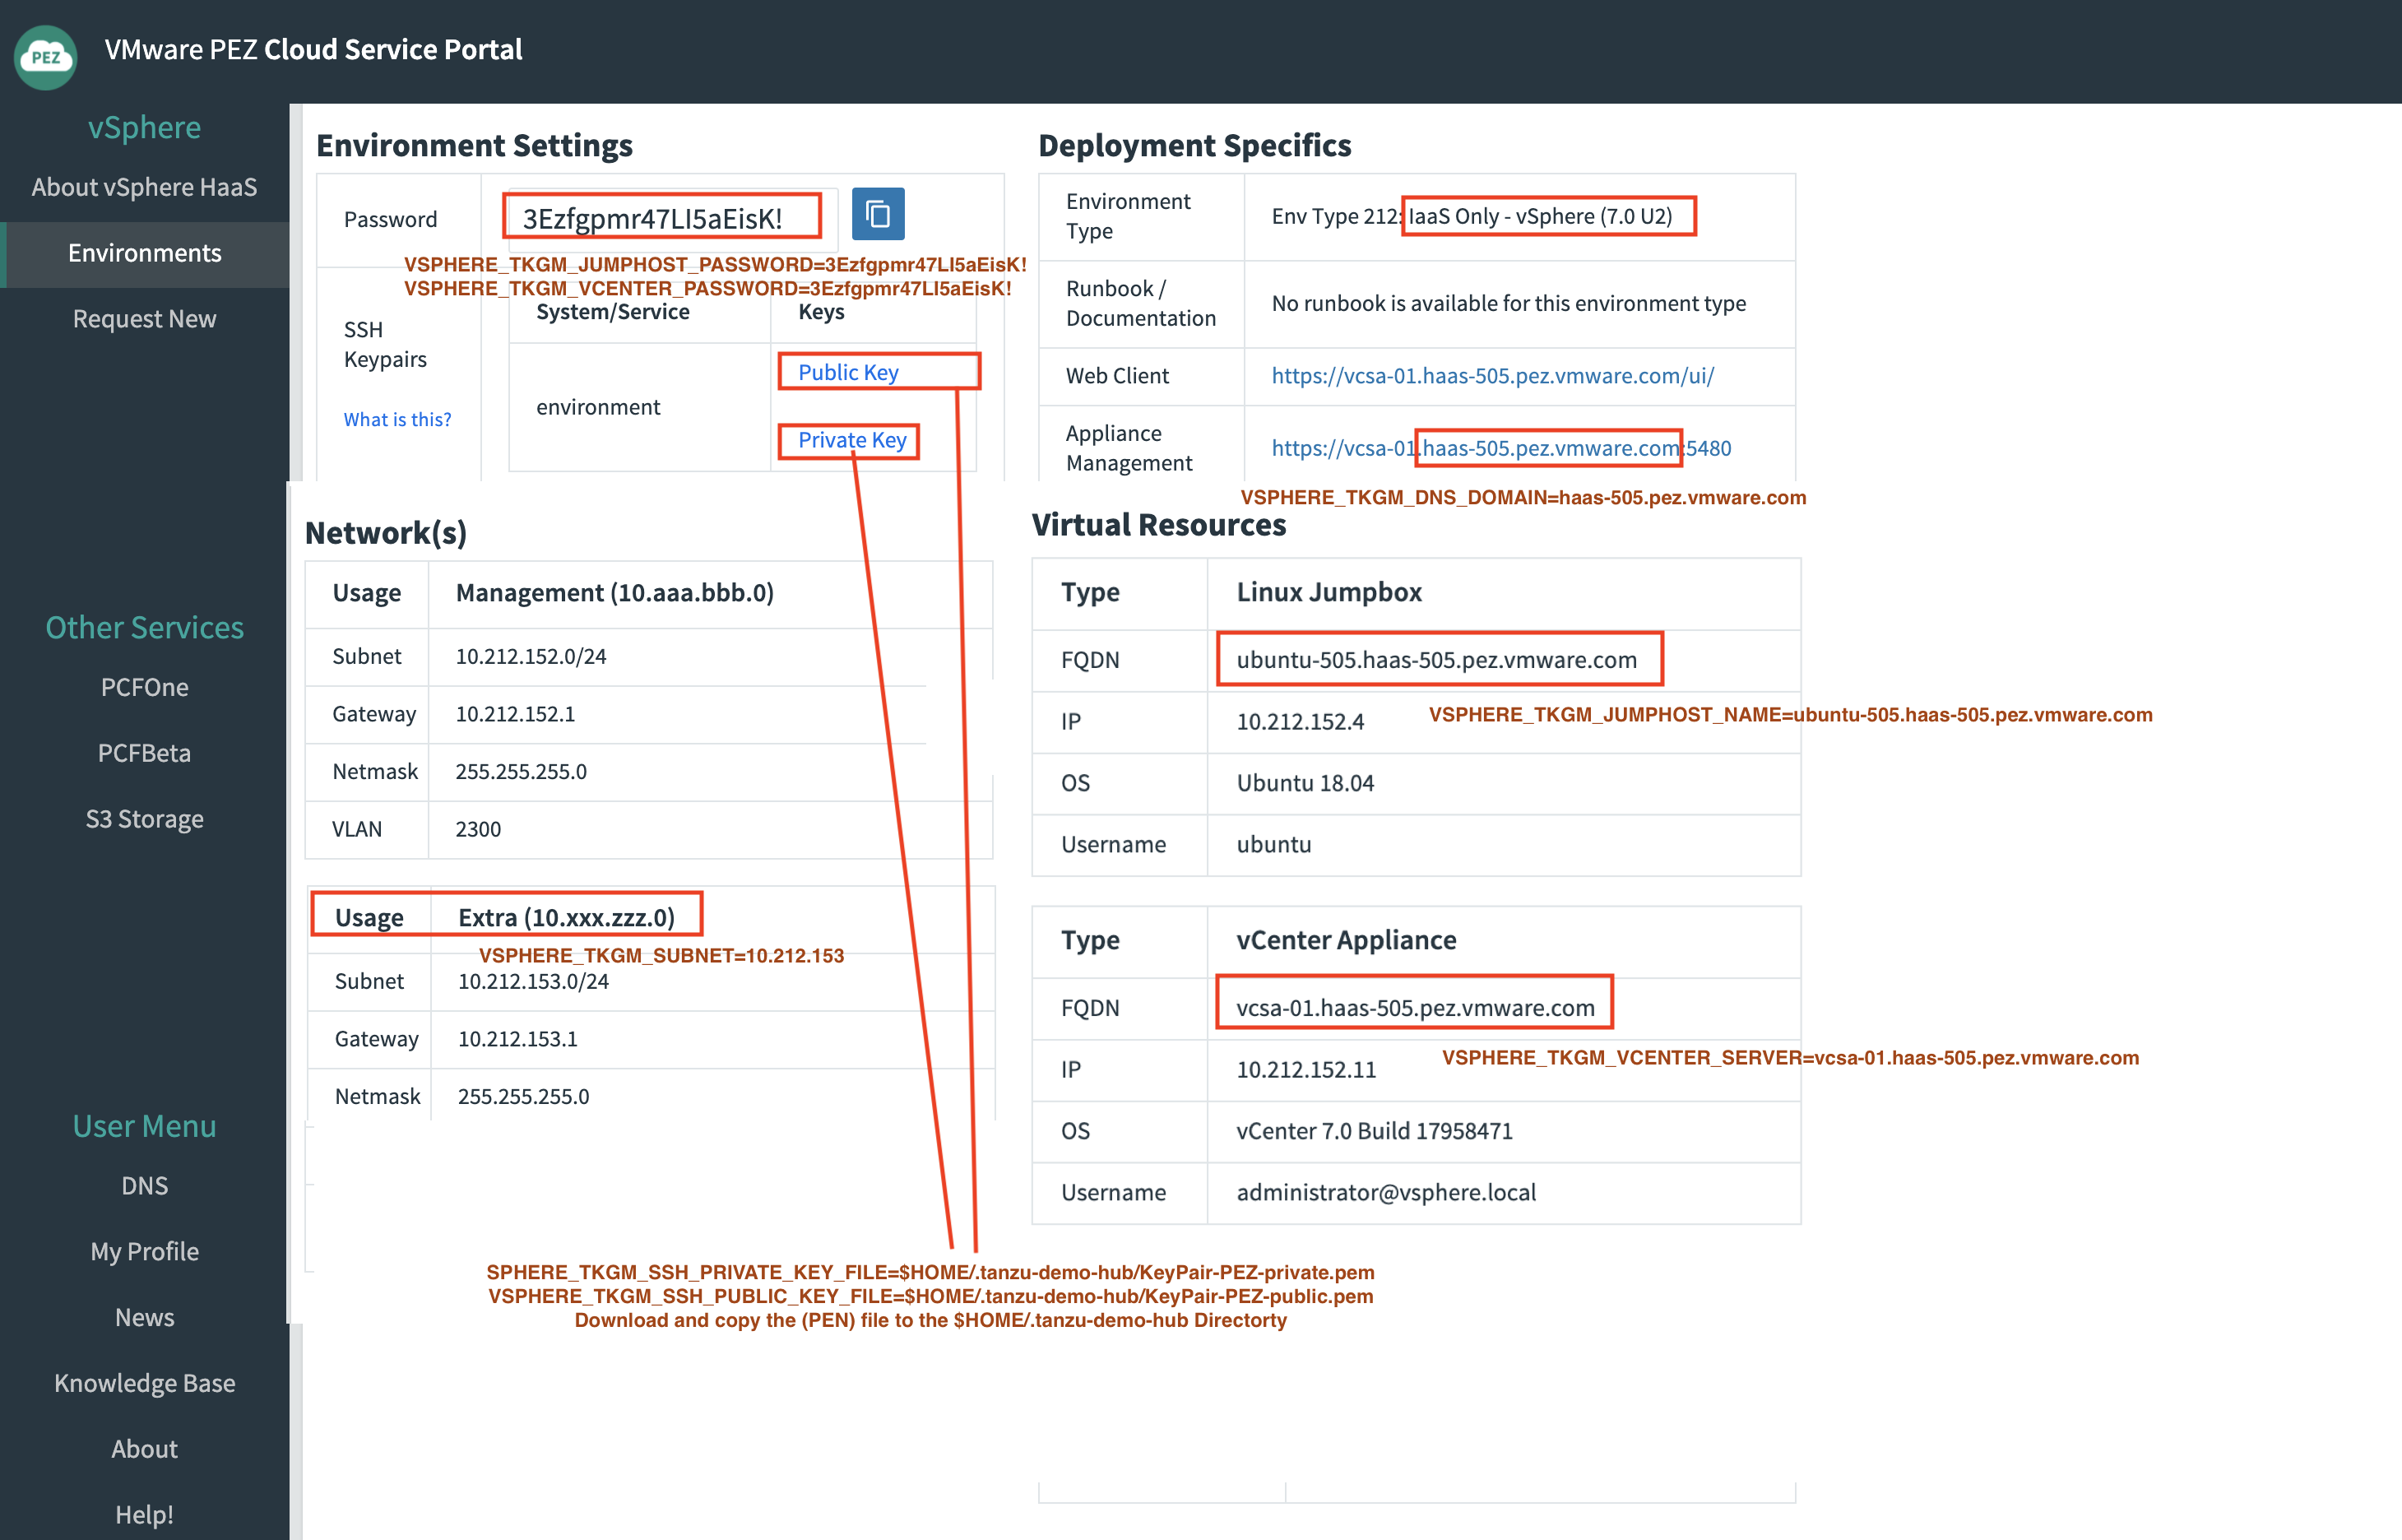 PEZ
VMware PEZ Cloud Service Portal
vSphere
About vSphere HaaS
Environments
Request New
Other Services
PCFOne
PCFBeta
S3 Storage
User Menu
DNS
My Profile
News
Knowledge Base
About
Help!
Environment Settings
Password
3Ezfgpmr47LI5aEisK!
VSPHERE_TKGM_JUMPHOST_PASSWORD=3Ezfgpmr47LI5aEisK!
VSPHERE_TKGM_VCENTER_PASSWORD=3Ezfgpmr47LI5aEisK!
SSH
Keypairs
What is this?
System/Service Keys
environment
Public Key
Private Key
Deployment Specifics
Environment
Type
Env Type 212: IaaS Only - vSphere (7.0 U2)
Runbook /
Documentation
No runbook is available for this environment type
Web Client https://vcsa-01.haas-505.pez.vmware.com/ui/
Appliance
Management
https://vcsa-01.haas-505.pez.vmware.com:5480
VSPHERE_TKGM_DNS_DOMAIN=haas-505.pez.vmware.com
Network(s)
Usage Management (10.aaa.bbb.0)
Subnet 10.212.152.0/24
Gateway 10.212.152.1
Netmask 255.255.255.0
VLAN 2300
Usage Extra (10.xxx.zzz.0)
VSPHERE_TKGM_SUBNET=10.212.153
Subnet 10.212.153.0/24
Gateway 10.212.153.1
Netmask 255.255.255.0
Virtual Resources
Type Linux Jumpbox
FQDN ubuntu-505.haas-505.pez.vmware.com
IP 10.212.152.4
VSPHERE_TKGM_JUMPHOST_NAME=ubuntu-505.haas-505.pez.vmware.com
OS Ubuntu 18.04
Username ubuntu
Type vCenter Appliance
FQDN vcsa-01.haas-505.pez.vmware.com
IP 10.212.152.11
VSPHERE_TKGM_VCENTER_SERVER=vcsa-01.haas-505.pez.vmware.com
OS vCenter 7.0 Build 17958471
Username administrator@vsphere.local
SPHERE_TKGM_SSH_PRIVATE_KEY_FILE=$HOME/.tanzu-demo-hub/KeyPair-PEZ-private.pem
VSPHERE_TKGM_SSH_PUBLIC_KEY_FILE=$HOME/.tanzu-demo-hub/KeyPair-PEZ-public.pem
Download and copy the (PEN) file to the $HOME/.tanzu-demo-hub Directorty